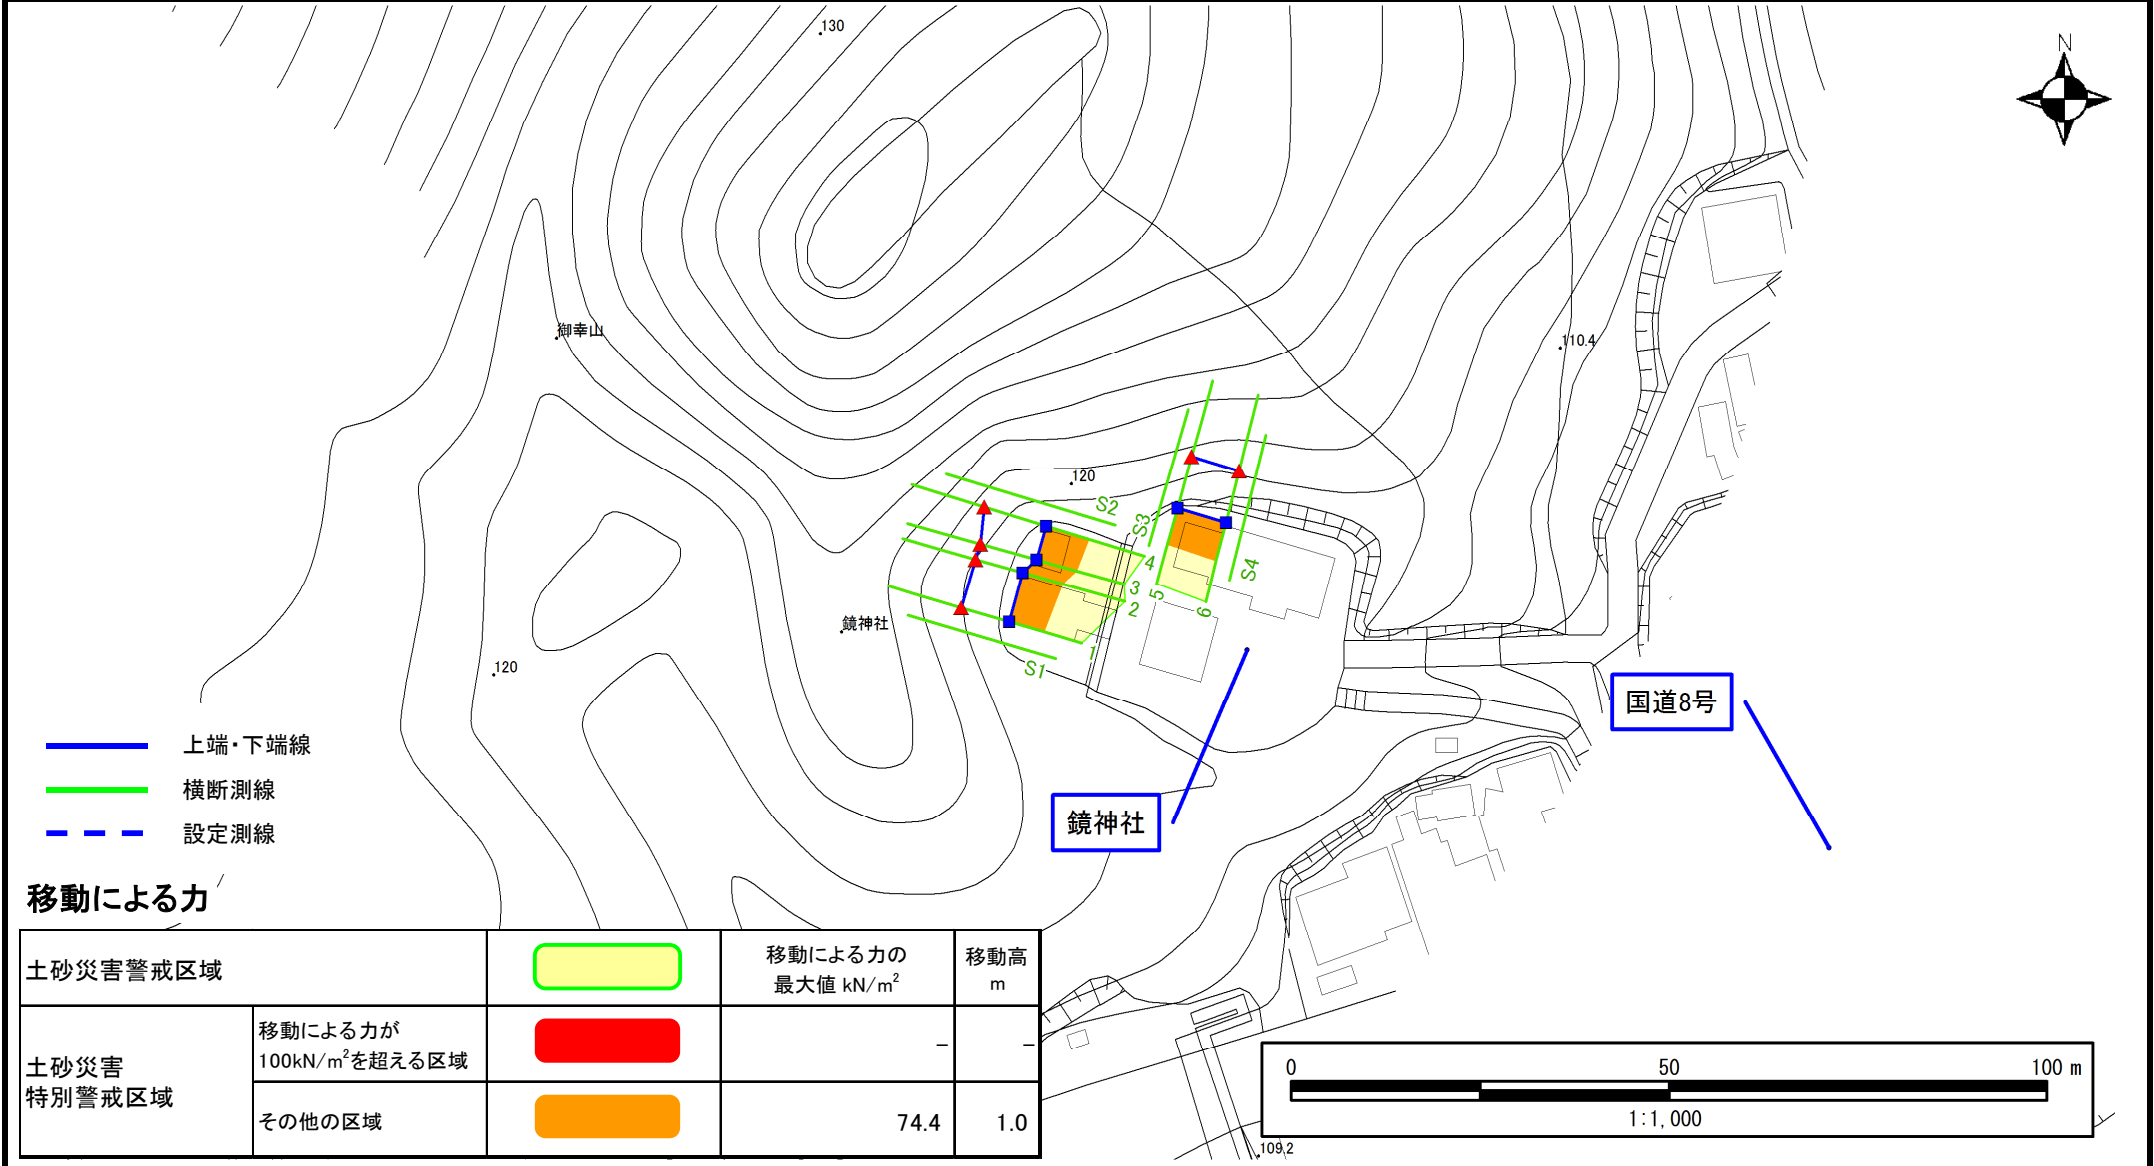 130
N
御幸山
110.4
120
S2
S3
S4
4
3
2
5
6
1
S1
鏡神社
120
国道8号
鏡神社
上端・下端線
横断測線
設定測線
移動による力
土砂災害警戒区域
移動による力の
最大値 kN/m²
移動高
m
土砂災害
特別警戒区域
移動による力が
100kN/m²を超える区域
－
－
その他の区域
74.4
1.0
0
50
100 m
1:1,000
109.2